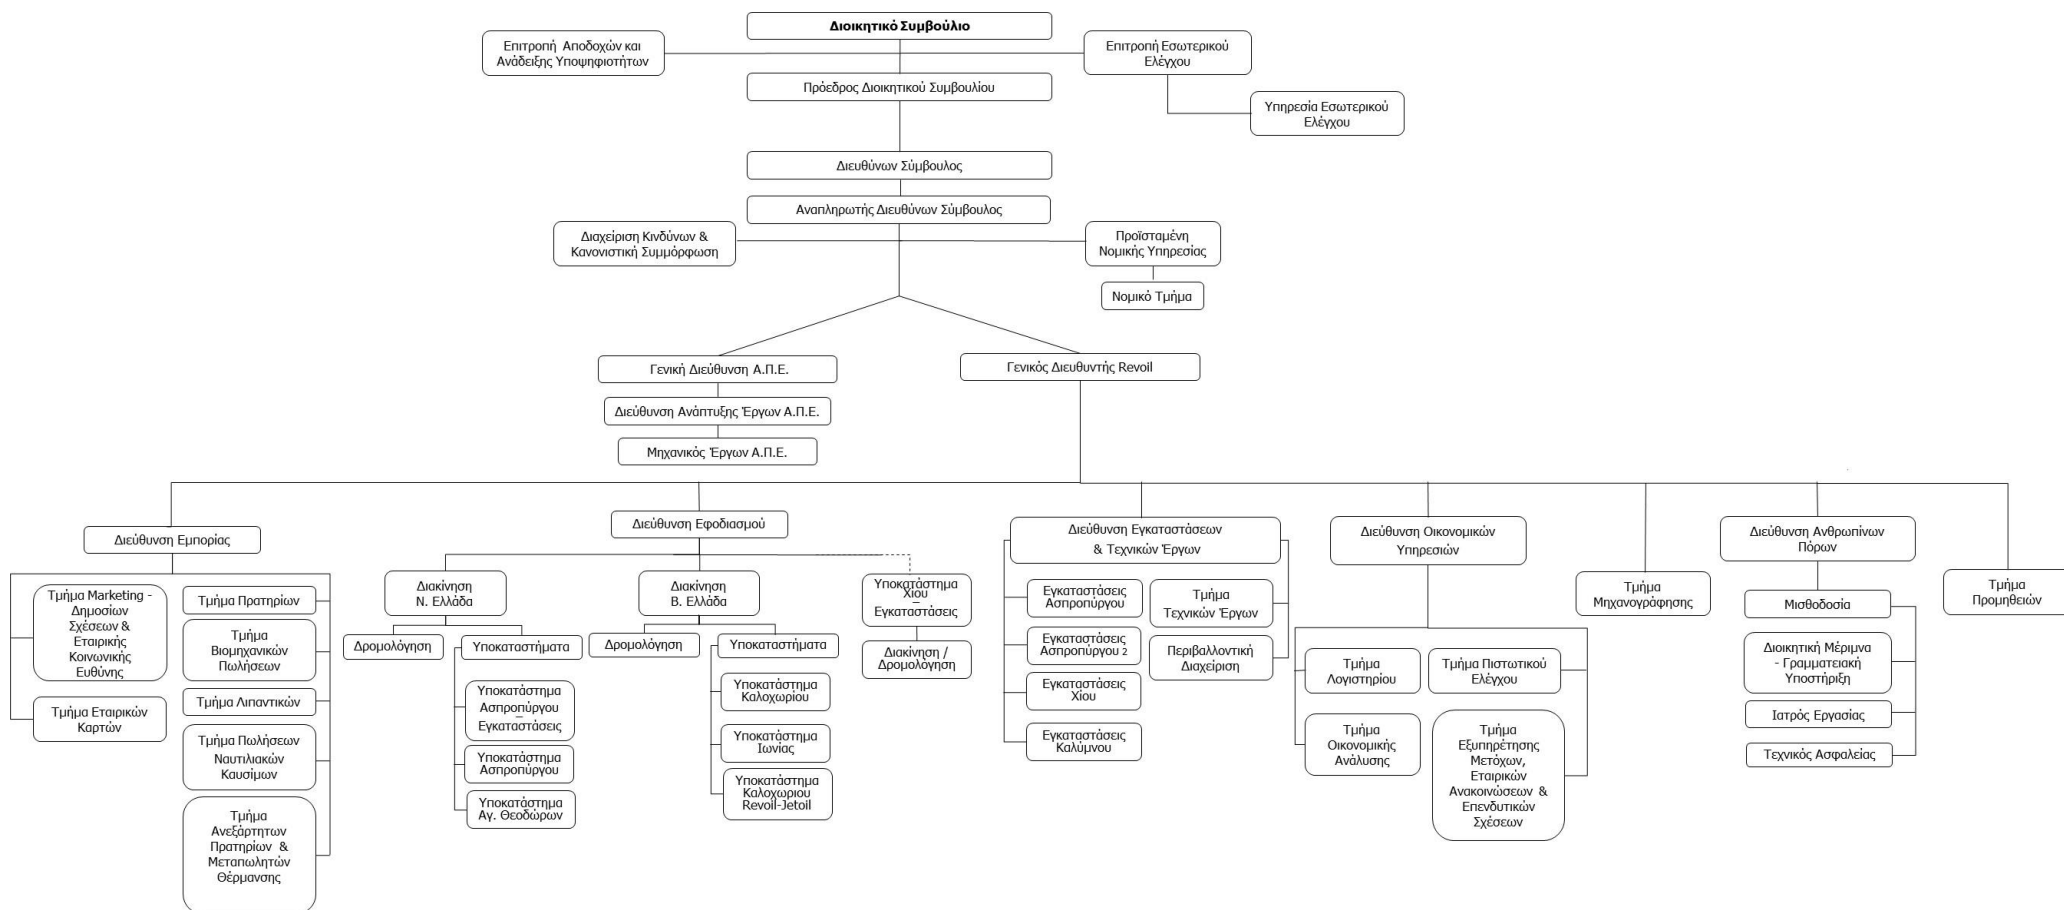 Διοικητικό Συμβούλιο
Επιτροπή Αποδοχών και
Ανάδειξης Υποψηφιοτήτων
Επιτροπή Εσωτερικού
Ελέγχου
Πρόεδρος Διοικητικού Συμβουλίου
Υπηρεσία Εσωτερικού
Ελέγχου
Διευθύνων Σύμβουλος
Αναπληρωτής Διευθύνων Σύμβουλος
Διαχείριση Κινδύνων &
Κανονιστική Συμμόρφωση
Προϊσταμένη
Νομικής Υπηρεσίας
Νομικό Τμήμα
Γενική Διεύθυνση Α.Π.Ε.
Γενικός Διευθυντής Revoil
Διεύθυνση Ανάπτυξης Έργων Α.Π.Ε.
Μηχανικός Έργων Α.Π.Ε.
Διεύθυνση Εμπορίας
Τμήμα Marketing -
Δημοσίων
Σχέσεων &
Εταιρικής
Κοινωνικής
Ευθύνης
Τμήμα Εταιρικών
Καρτών
Τμήμα Πρατηρίων
Τμήμα
Βιομηχανικών
Πωλήσεων
Τμήμα Λιπαντικών
Τμήμα Πωλήσεων
Ναυτιλιακών
Καυσίμων
Τμήμα
Ανεξάρτητων
Πρατηρίων &
Μεταπωλητών
Θέρμανσης
Διεύθυνση Εφοδιασμού
Διακίνηση
Ν. Ελλάδα
Δρομολόγηση
Υποκαταστήματα
Υποκατάστημα
Ασπροπύργου
–
Εγκαταστάσεις
Υποκατάστημα
Ασπροπύργου
Υποκατάστημα
Αγ. Θεοδώρων
Διακίνηση
Β. Ελλάδα
Δρομολόγηση
Υποκαταστήματα
Υποκατάστημα
Καλοχωρίου
Υποκατάστημα
Ιωνίας
Υποκατάστημα
Καλοχωριου
Revoil-Jetoil
Υποκατάστημα
Χίου
–
Εγκαταστάσεις
Διακίνηση /
Δρομολόγηση
Διεύθυνση Εγκαταστάσεων
& Τεχνικών Έργων
Εγκαταστάσεις
Ασπροπύργου
Εγκαταστάσεις
Ασπροπύργου 2
Εγκαταστάσεις
Χίου
Εγκαταστάσεις
Καλύμνου
Τμήμα
Τεχνικών Έργων
Περιβαλλοντική
Διαχείριση
Διεύθυνση Οικονομικών
Υπηρεσιών
Τμήμα
Λογιστηρίου
Τμήμα
Οικονομικής
Ανάλυσης
Τμήμα Πιστωτικού
Ελέγχου
Τμήμα
Εξυπηρέτησης
Μετόχων,
Εταιρικών
Ανακοινώσεων &
Επενδυτικών
Σχέσεων
Τμήμα
Μηχανογράφησης
Διεύθυνση Ανθρωπίνων
Πόρων
Μισθοδοσία
Διοικητική Μέριμνα
- Γραμματειακή
Υποστήριξη
Ιατρός Εργασίας
Τεχνικός Ασφαλείας
Τμήμα
Προμηθειών